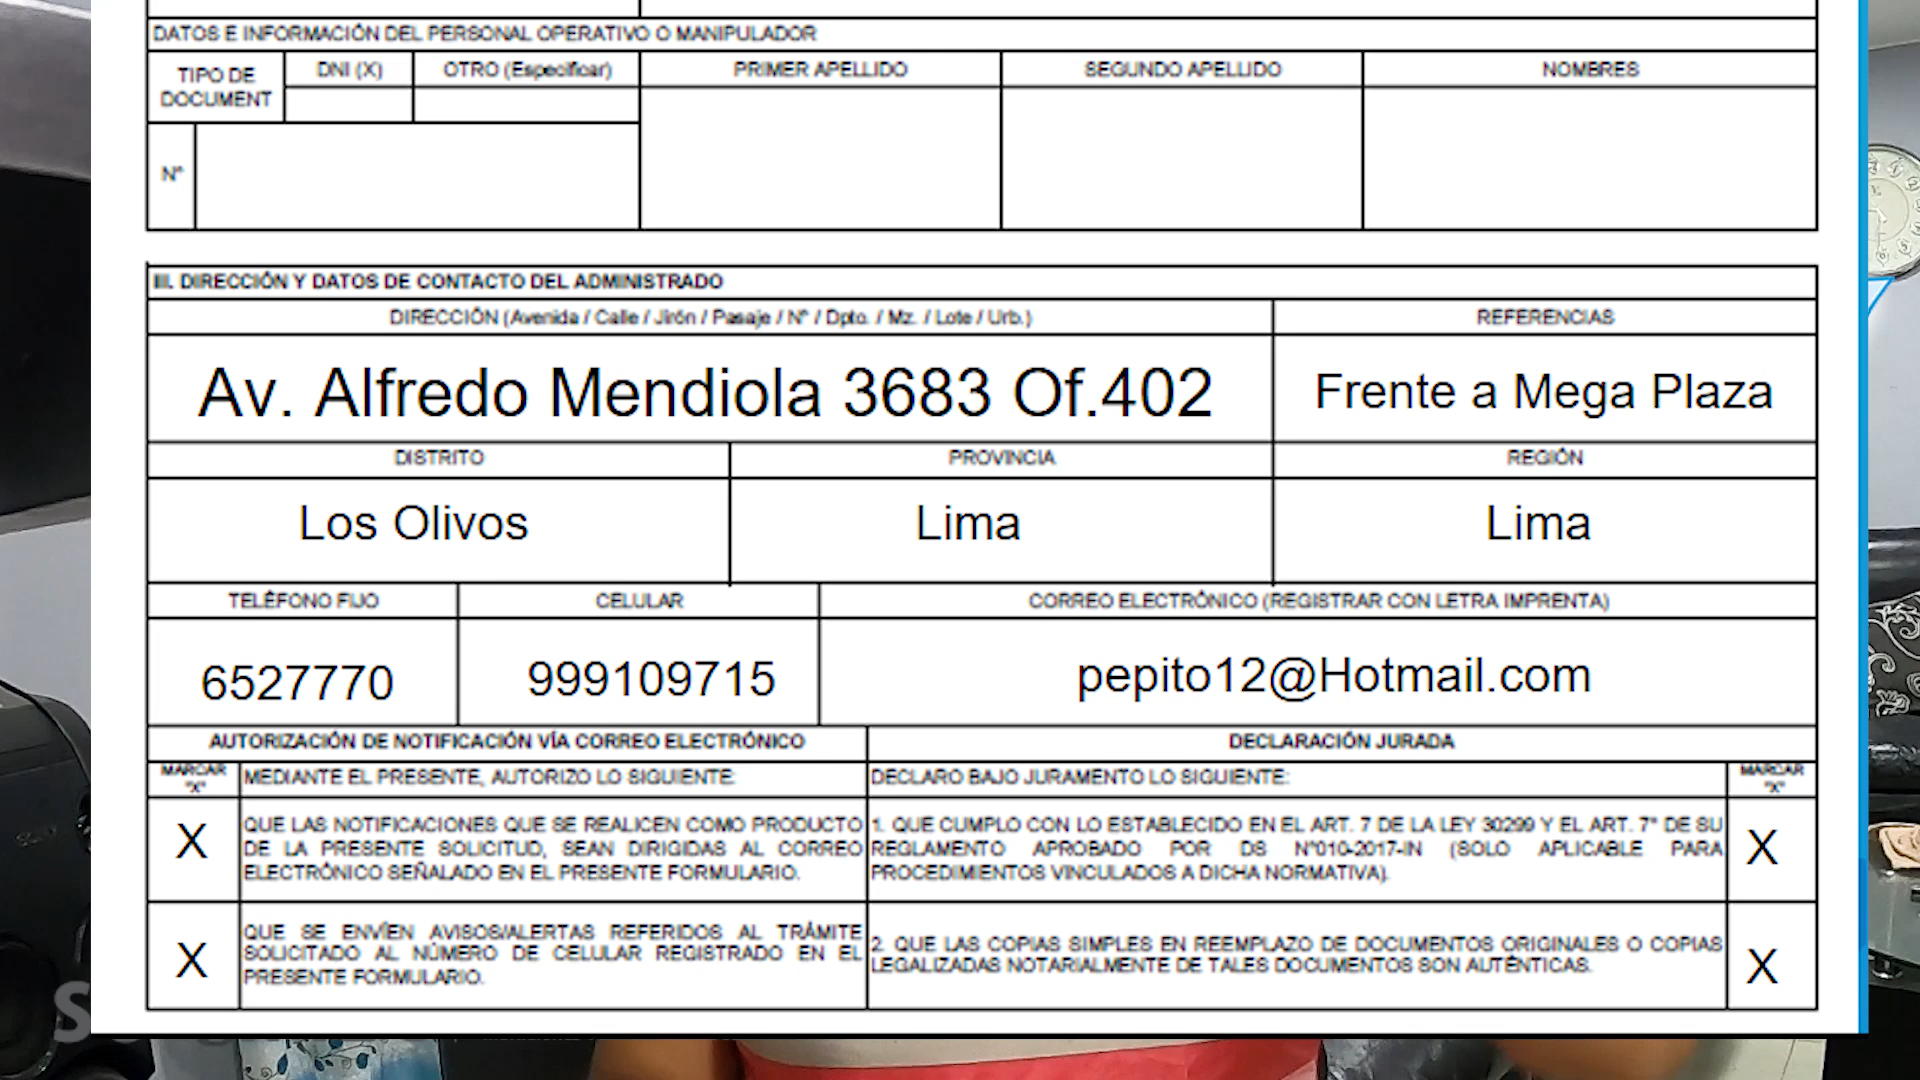 DATOS E INFORMACIÓN DEL PERSONAL OPERATIVO O MANIPULADOR
TIPO DE DOCUMENT
DNI (X)
OTRO (Especificar)
PRIMER APELLIDO
SEGUNDO APELLIDO
NOMBRES
N°
III. DIRECCIÓN Y DATOS DE CONTACTO DEL ADMINISTRADO
DIRECCIÓN (Avenida / Calle / Jirón / Pasaje / N° / Dpto. / Mz. / Lote / Urb.)
REFERENCIAS
Av. Alfredo Mendiola 3683 Of.402
Frente a Mega Plaza
DISTRITO
PROVINCIA
REGIÓN
Los Olivos
Lima
Lima
TELÉFONO FIJO
CELULAR
CORREO ELECTRÓNICO (REGISTRAR CON LETRA IMPRENTA)
6527770
999109715
pepito12@Hotmail.com
AUTORIZACIÓN DE NOTIFICACIÓN VÍA CORREO ELECTRÓNICO
DECLARACIÓN JURADA
MARCAR "X"
MEDIANTE EL PRESENTE, AUTORIZO LO SIGUIENTE:
DECLARO BAJO JURAMENTO LO SIGUIENTE:
MARCAR "X"
X
QUE LAS NOTIFICACIONES QUE SE REALICEN COMO PRODUCTO
DE LA PRESENTE SOLICITUD, SEAN DIRIGIDAS AL CORREO
ELECTRÓNICO SEÑALADO EN EL PRESENTE FORMULARIO.
1. QUE CUMPLO CON LO ESTABLECIDO EN EL ART. 7 DE LA LEY 30299 Y EL ART. 7° DE SU
REGLAMENTO APROBADO POR DS N°010-2017-IN (SOLO APLICABLE PARA
PROCEDIMIENTOS VINCULADOS A DICHA NORMATIVA).
X
X
QUE SE ENVÍEN AVISOS/ALERTAS REFERIDOS AL TRÁMITE
SOLICITADO AL NÚMERO DE CELULAR REGISTRADO EN EL
PRESENTE FORMULARIO.
2. QUE LAS COPIAS SIMPLES EN REEMPLAZO DE DOCUMENTOS ORIGINALES O COPIAS
LEGALIZADAS NOTARIALMENTE DE TALES DOCUMENTOS SON AUTÉNTICAS.
X